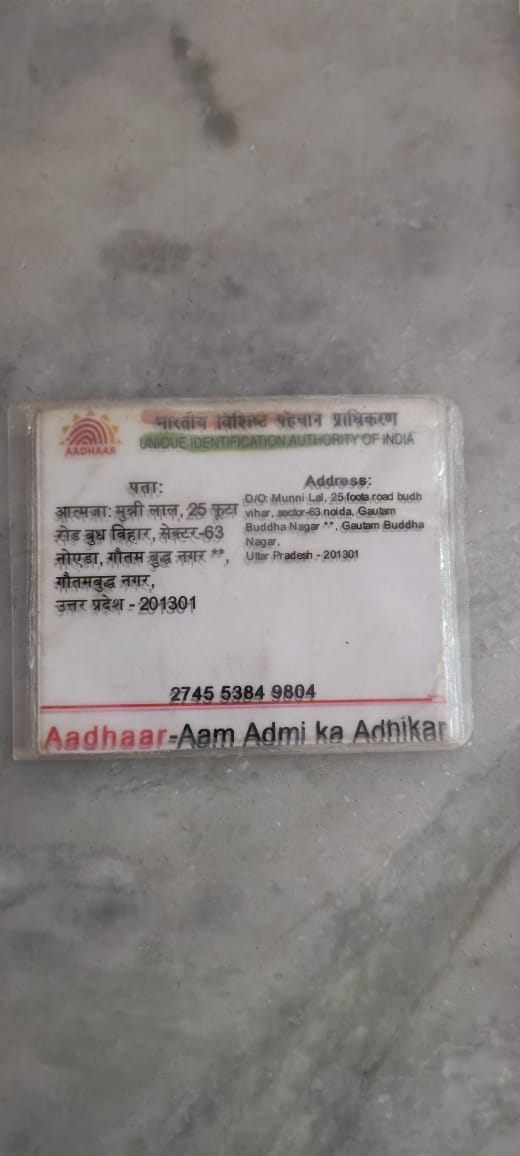 भारतीय विशिष्ट पहचान प्राधिकरण
AADHAAR
UNIQUE IDENTIFICATION AUTHORITY OF INDIA
पता:
आत्मजा: मुन्नी लाल, 25 फूटा
रोड बुध विहार, सेक्टर-63
नोएडा, गौतम बुद्ध नगर **,
गौतमबुद्ध नगर,
उत्तर प्रदेश - 201301
Address:
D/O: Munni Lal, 25 foota road budh
vihar, sector-63 noida, Gautam
Buddha Nagar **, Gautam Buddha
Nagar,
Uttar Pradesh - 201301
2745 5384 9804
Aadhaar-Aam Admi ka Adhikar